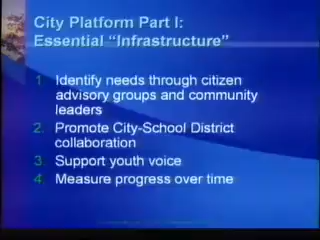 City Platform Part I:
Essential “Infrastructure”
1. Identify needs through citizen
advisory groups and community
leaders
2. Promote City-School District
collaboration
3. Support youth voice
4. Measure progress over time